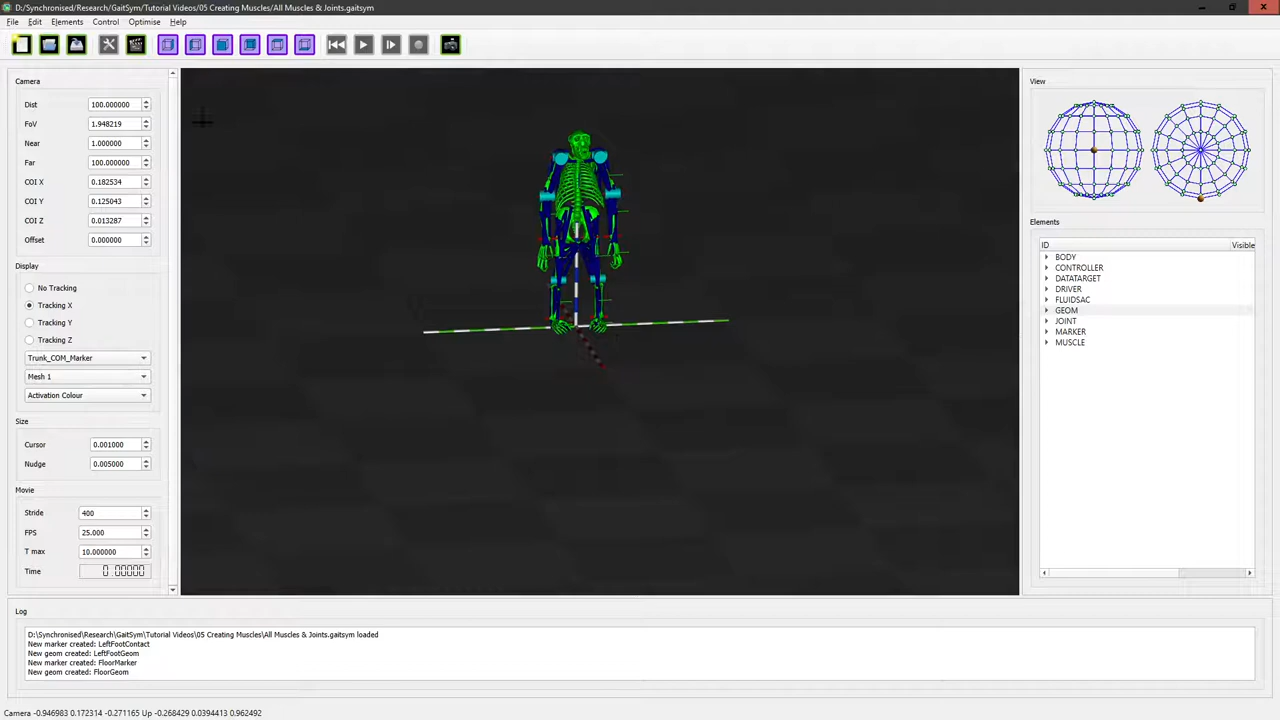 D:/Synchronised/Research/GaitSym/Tutorial Videos/05 Creating Muscles/All Muscles & Joints.gaitsym
File Edit Elements Control Optimise Help
Camera
Dist 100.000000
FoV 1.948219
Near 1.000000
Far 100.000000
COI X 0.182534
COI Y 0.125043
COI Z 0.013287
Offset 0.000000
Display
No Tracking
Tracking X
Tracking Y
Tracking Z
Trunk_COM_Marker
Mesh 1
Activation Colour
Size
Cursor 0.001000
Nudge 0.005000
Movie
Stride 400
FPS 25.000
T max 10.000000
Time 0.00000
View
Elements
ID Visible
BODY
CONTROLLER
DATATARGET
DRIVER
FLUIDSAC
GEOM
JOINT
MARKER
MUSCLE
Log
D:\Synchronised\Research\GaitSym\Tutorial Videos\05 Creating Muscles\All Muscles & Joints.gaitsym loaded
New marker created: LeftFootContact
New geom created: LeftFootGeom
New marker created: FloorMarker
New geom created: FloorGeom
Camera -0.946983 0.172314 -0.271165 Up -0.268429 0.0394413 0.962492